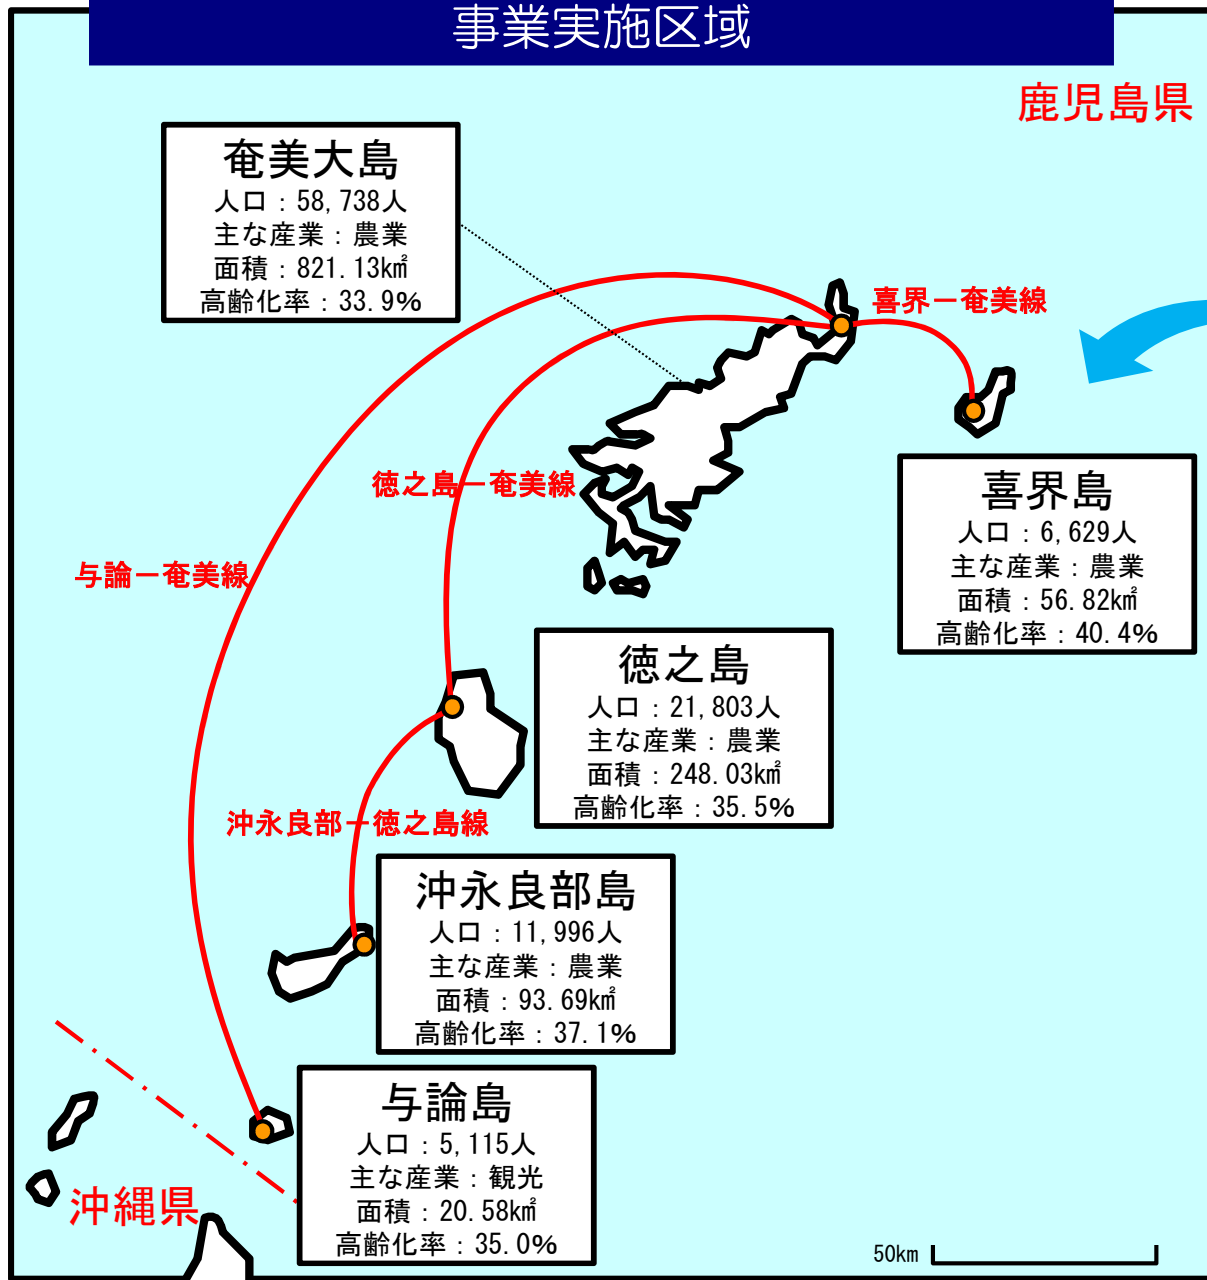 事業実施区域
鹿児島県
奄美大島
人口：58,738人
主な産業：農業
面積：821.13k㎡
高齢化率：33.9%
喜界－奄美線
徳之島－奄美線
喜界島
人口：6,629人
主な産業：農業
面積：56.82k㎡
高齢化率：40.4%
与論－奄美線
徳之島
人口：21,803人
主な産業：農業
面積：248.03k㎡
高齢化率：35.5%
沖永良部－徳之島線
沖永良部島
人口：11,996人
主な産業：農業
面積：93.69k㎡
高齢化率：37.1%
与論島
人口：5,115人
主な産業：観光
面積：20.58k㎡
高齢化率：35.0%
沖縄県
50km